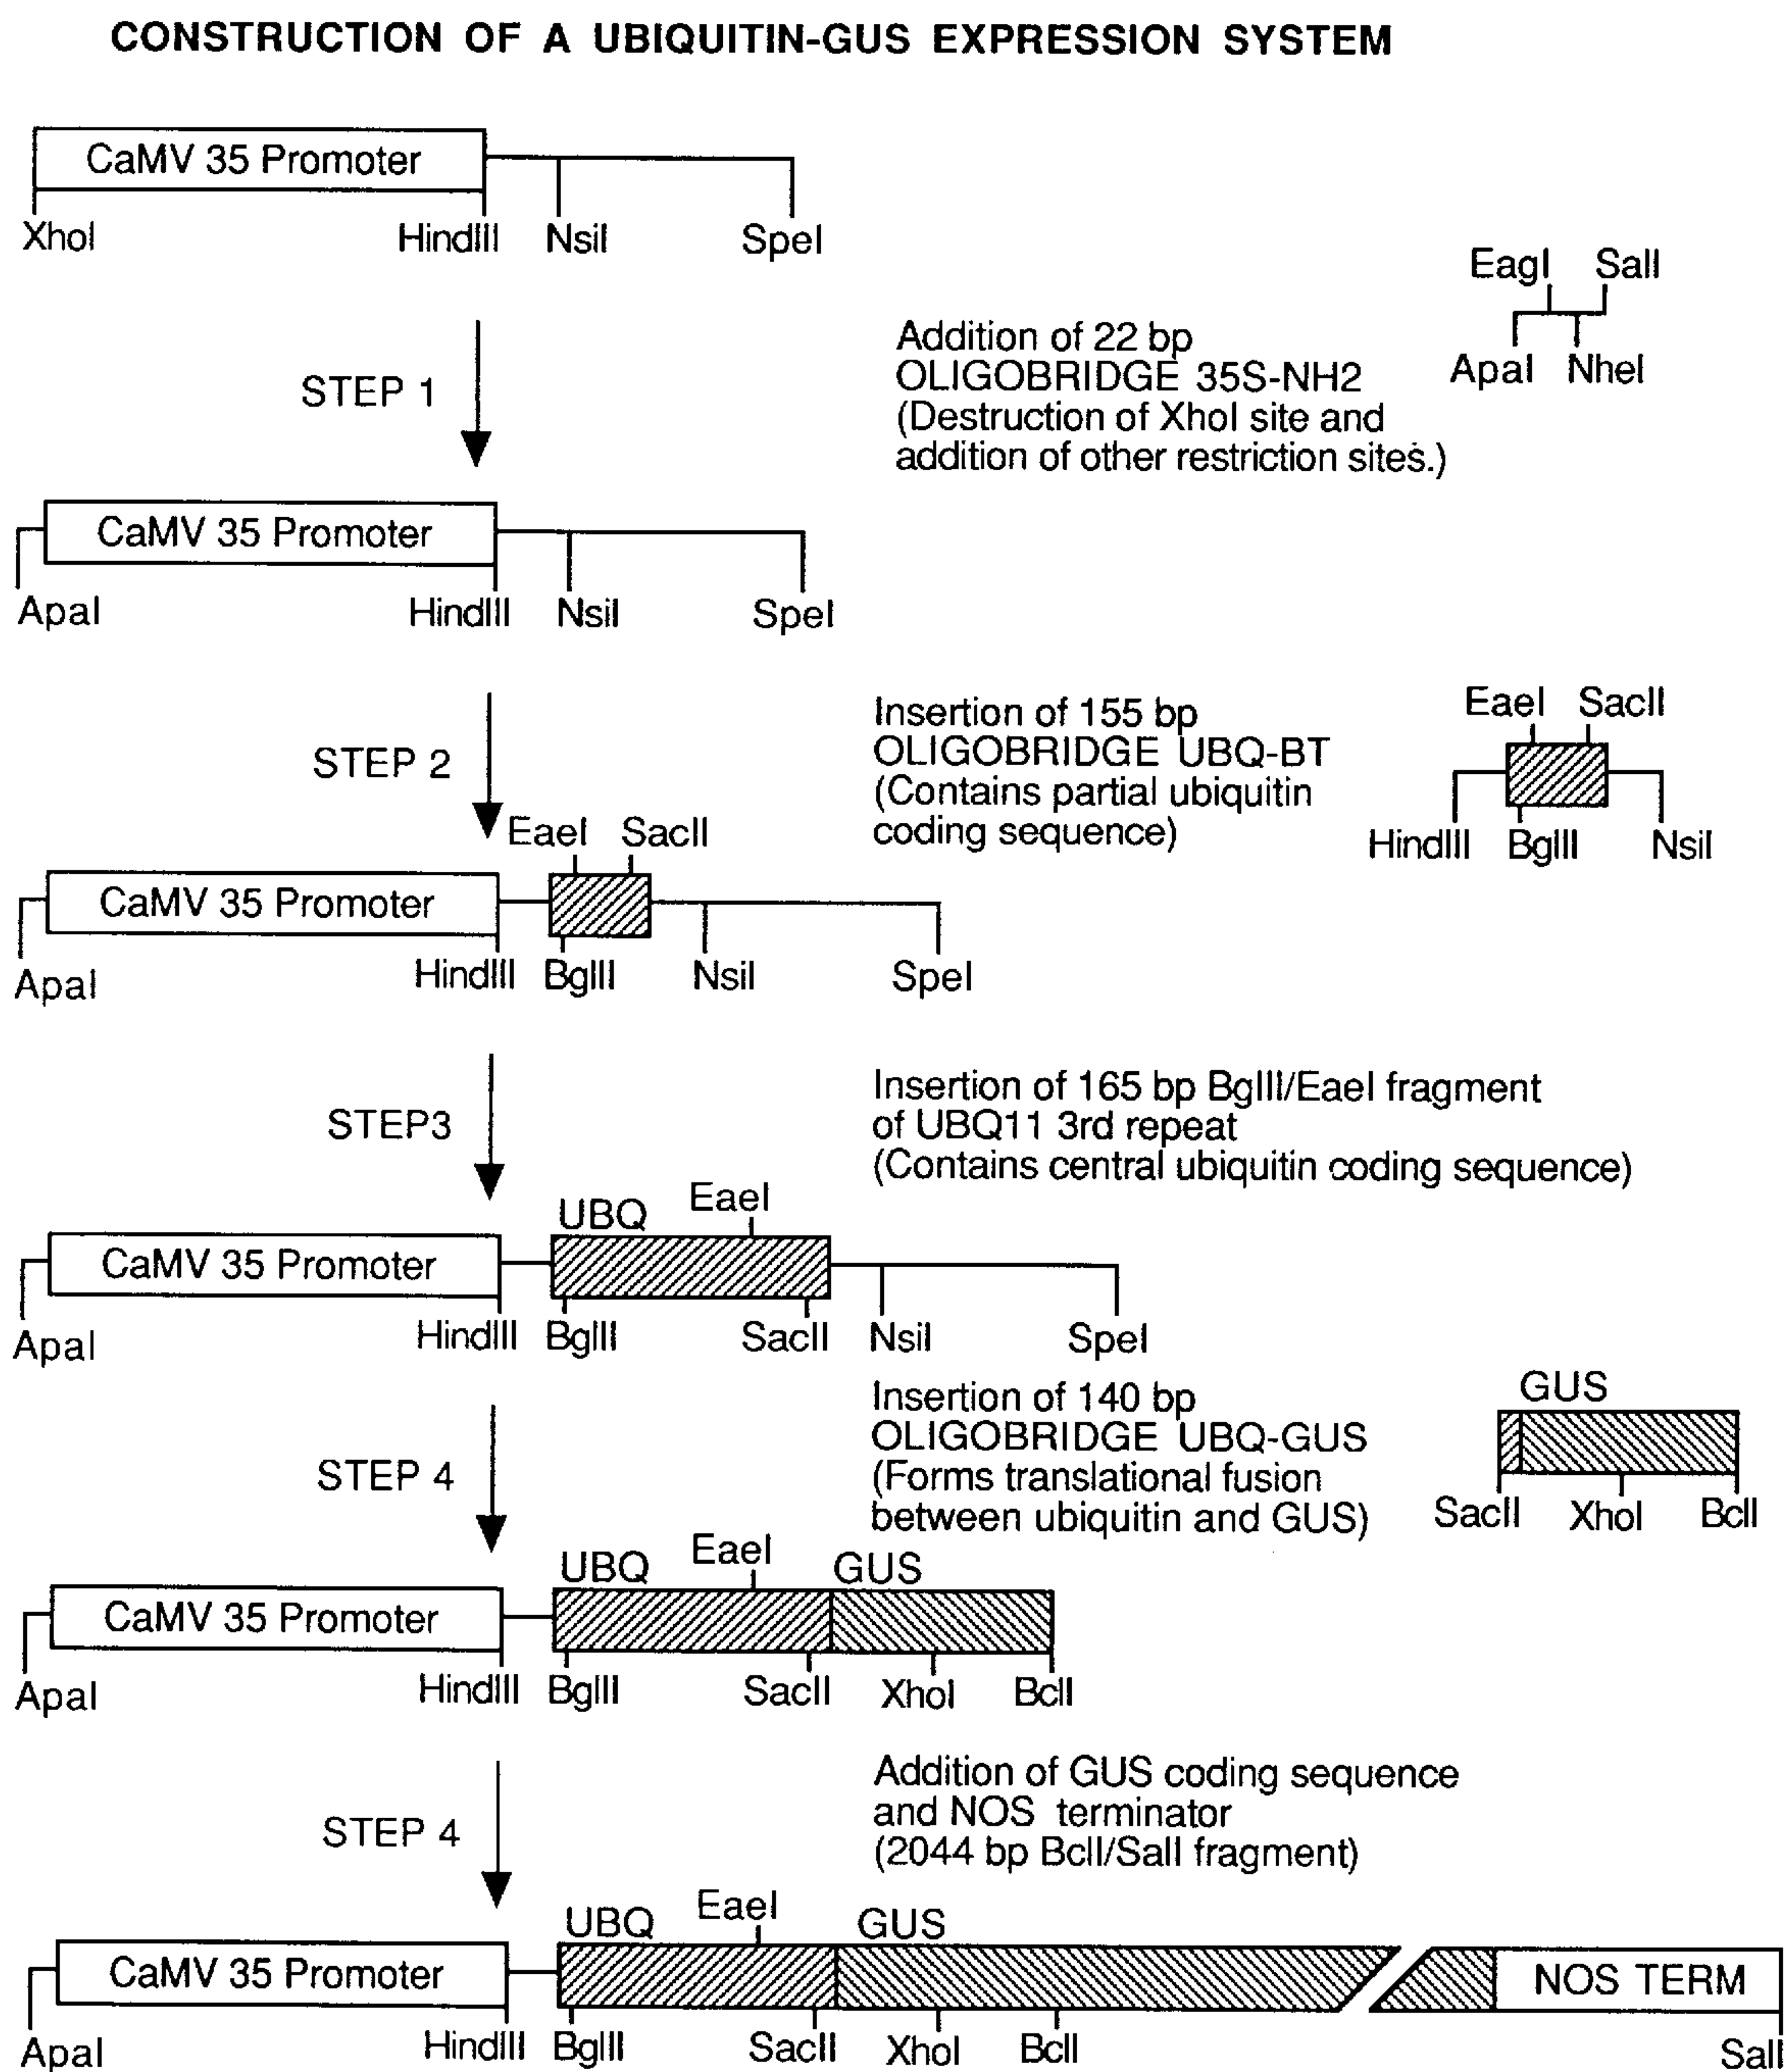 CONSTRUCTION OF A UBIQUITIN-GUS EXPRESSION SYSTEM
CaMV 35 Promoter
XhoI HindIII NsiI SpeI
EagI SalI
ApaI NheI
STEP 1
Addition of 22 bp
OLIGOBRIDGE 35S-NH2
(Destruction of XhoI site and
addition of other restriction sites.)
CaMV 35 Promoter
ApaI HindIII NsiI SpeI
STEP 2
Insertion of 155 bp
OLIGOBRIDGE UBQ-BT
(Contains partial ubiquitin
coding sequence)
EaeI SacII
HindIII BglII NsiI
EaeI SacII
CaMV 35 Promoter
ApaI HindIII BglII NsiI SpeI
STEP3
Insertion of 165 bp BglII/EaeI fragment
of UBQ11 3rd repeat
(Contains central ubiquitin coding sequence)
UBQ EaeI
CaMV 35 Promoter
ApaI HindIII BglII SacII NsiI SpeI
STEP 4
Insertion of 140 bp
OLIGOBRIDGE UBQ-GUS
(Forms translational fusion
between ubiquitin and GUS)
GUS
SacII XhoI BclI
UBQ EaeI GUS
CaMV 35 Promoter
ApaI HindIII BglII SacII XhoI BclI
STEP 4
Addition of GUS coding sequence
and NOS terminator
(2044 bp BclI/SalI fragment)
UBQ EaeI GUS
CaMV 35 Promoter NOS TERM
ApaI HindIII BglII SacII XhoI BclI SalI